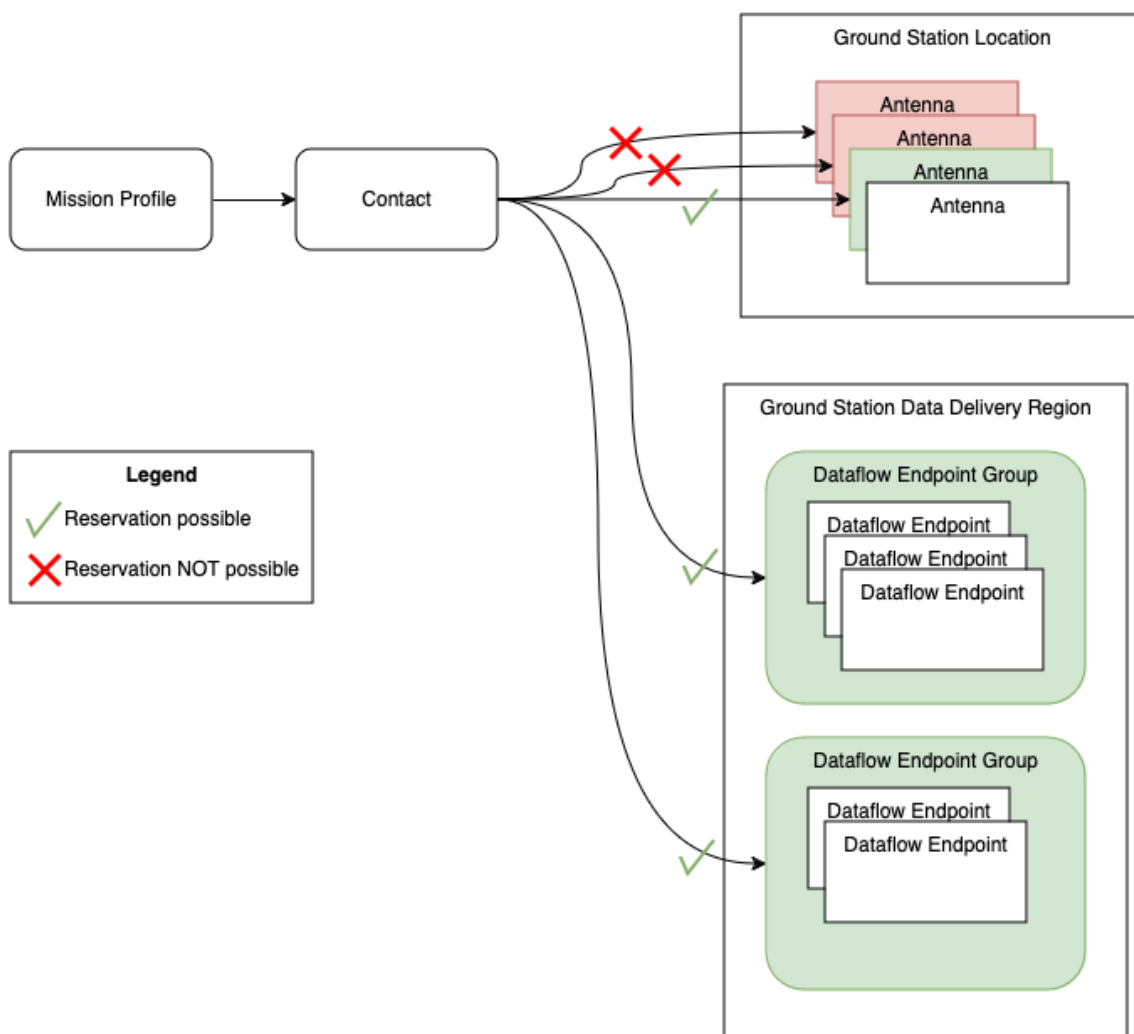 Ground Station Location
Antenna
Antenna
Antenna
Antenna
Mission Profile
Contact
Ground Station Data Delivery Region
Legend
Reservation possible
Reservation NOT possible
Dataflow Endpoint Group
Dataflow Endpoint
Dataflow Endpoint
Dataflow Endpoint
Dataflow Endpoint Group
Dataflow Endpoint
Dataflow Endpoint